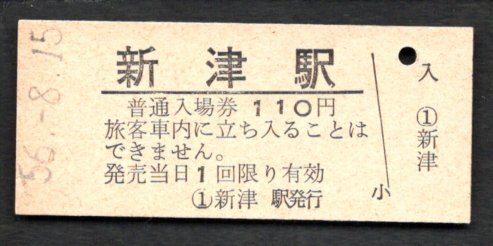 56.-8.15
新津駅
普通入場券 110円
旅客車内に立ち入ることは
できません。
発売当日1回限り有効
①新津 駅発行
小
入
①新津